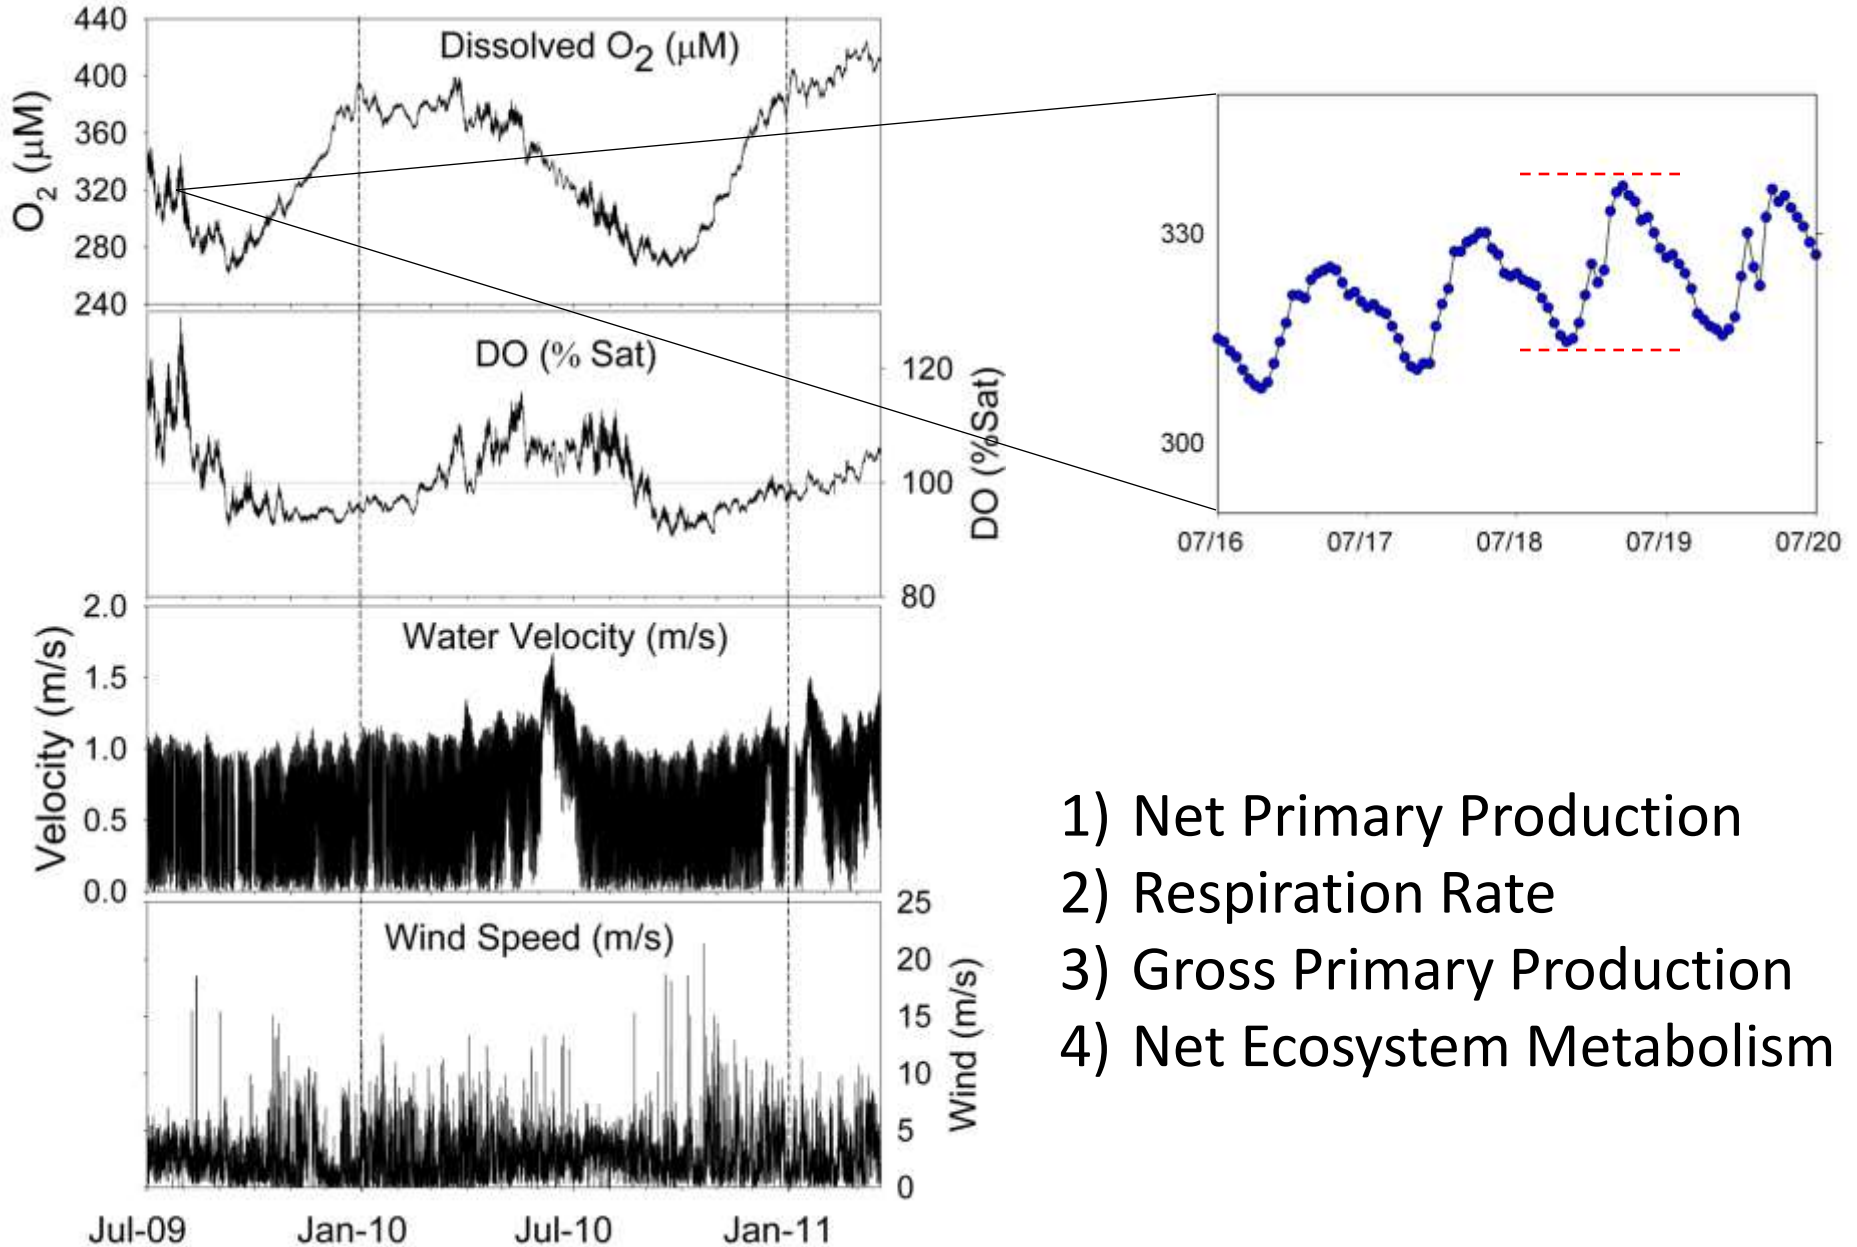 Dissolved O2 (μM)
O2 (μM)
440
400
360
320
280
240
DO (% Sat)
DO (%Sat)
120
100
80
Water Velocity (m/s)
Velocity (m/s)
2.0
1.5
1.0
0.5
0.0
Wind Speed (m/s)
Wind (m/s)
25
20
15
10
5
0
Jul-09 Jan-10 Jul-10 Jan-11
330
300
07/16 07/17 07/18 07/19 07/20
1) Net Primary Production
2) Respiration Rate
3) Gross Primary Production
4) Net Ecosystem Metabolism